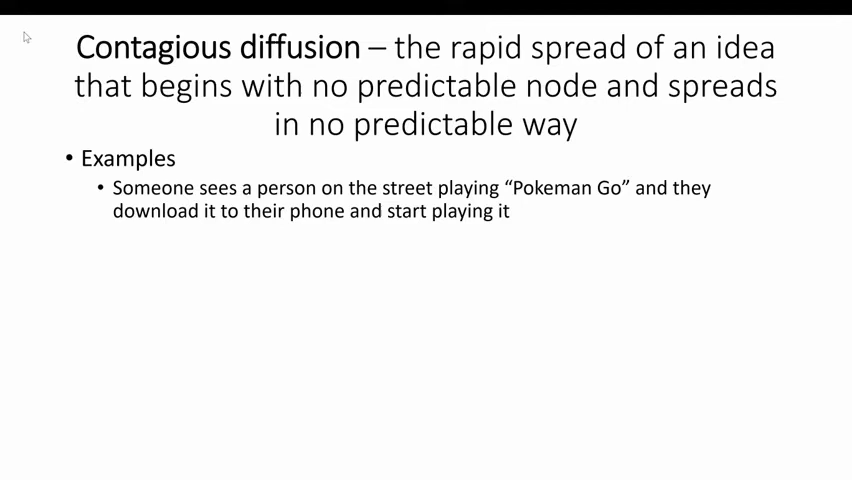 Contagious diffusion – the rapid spread of an idea
that begins with no predictable node and spreads
in no predictable way
• Examples
• Someone sees a person on the street playing “Pokeman Go” and they
download it to their phone and start playing it